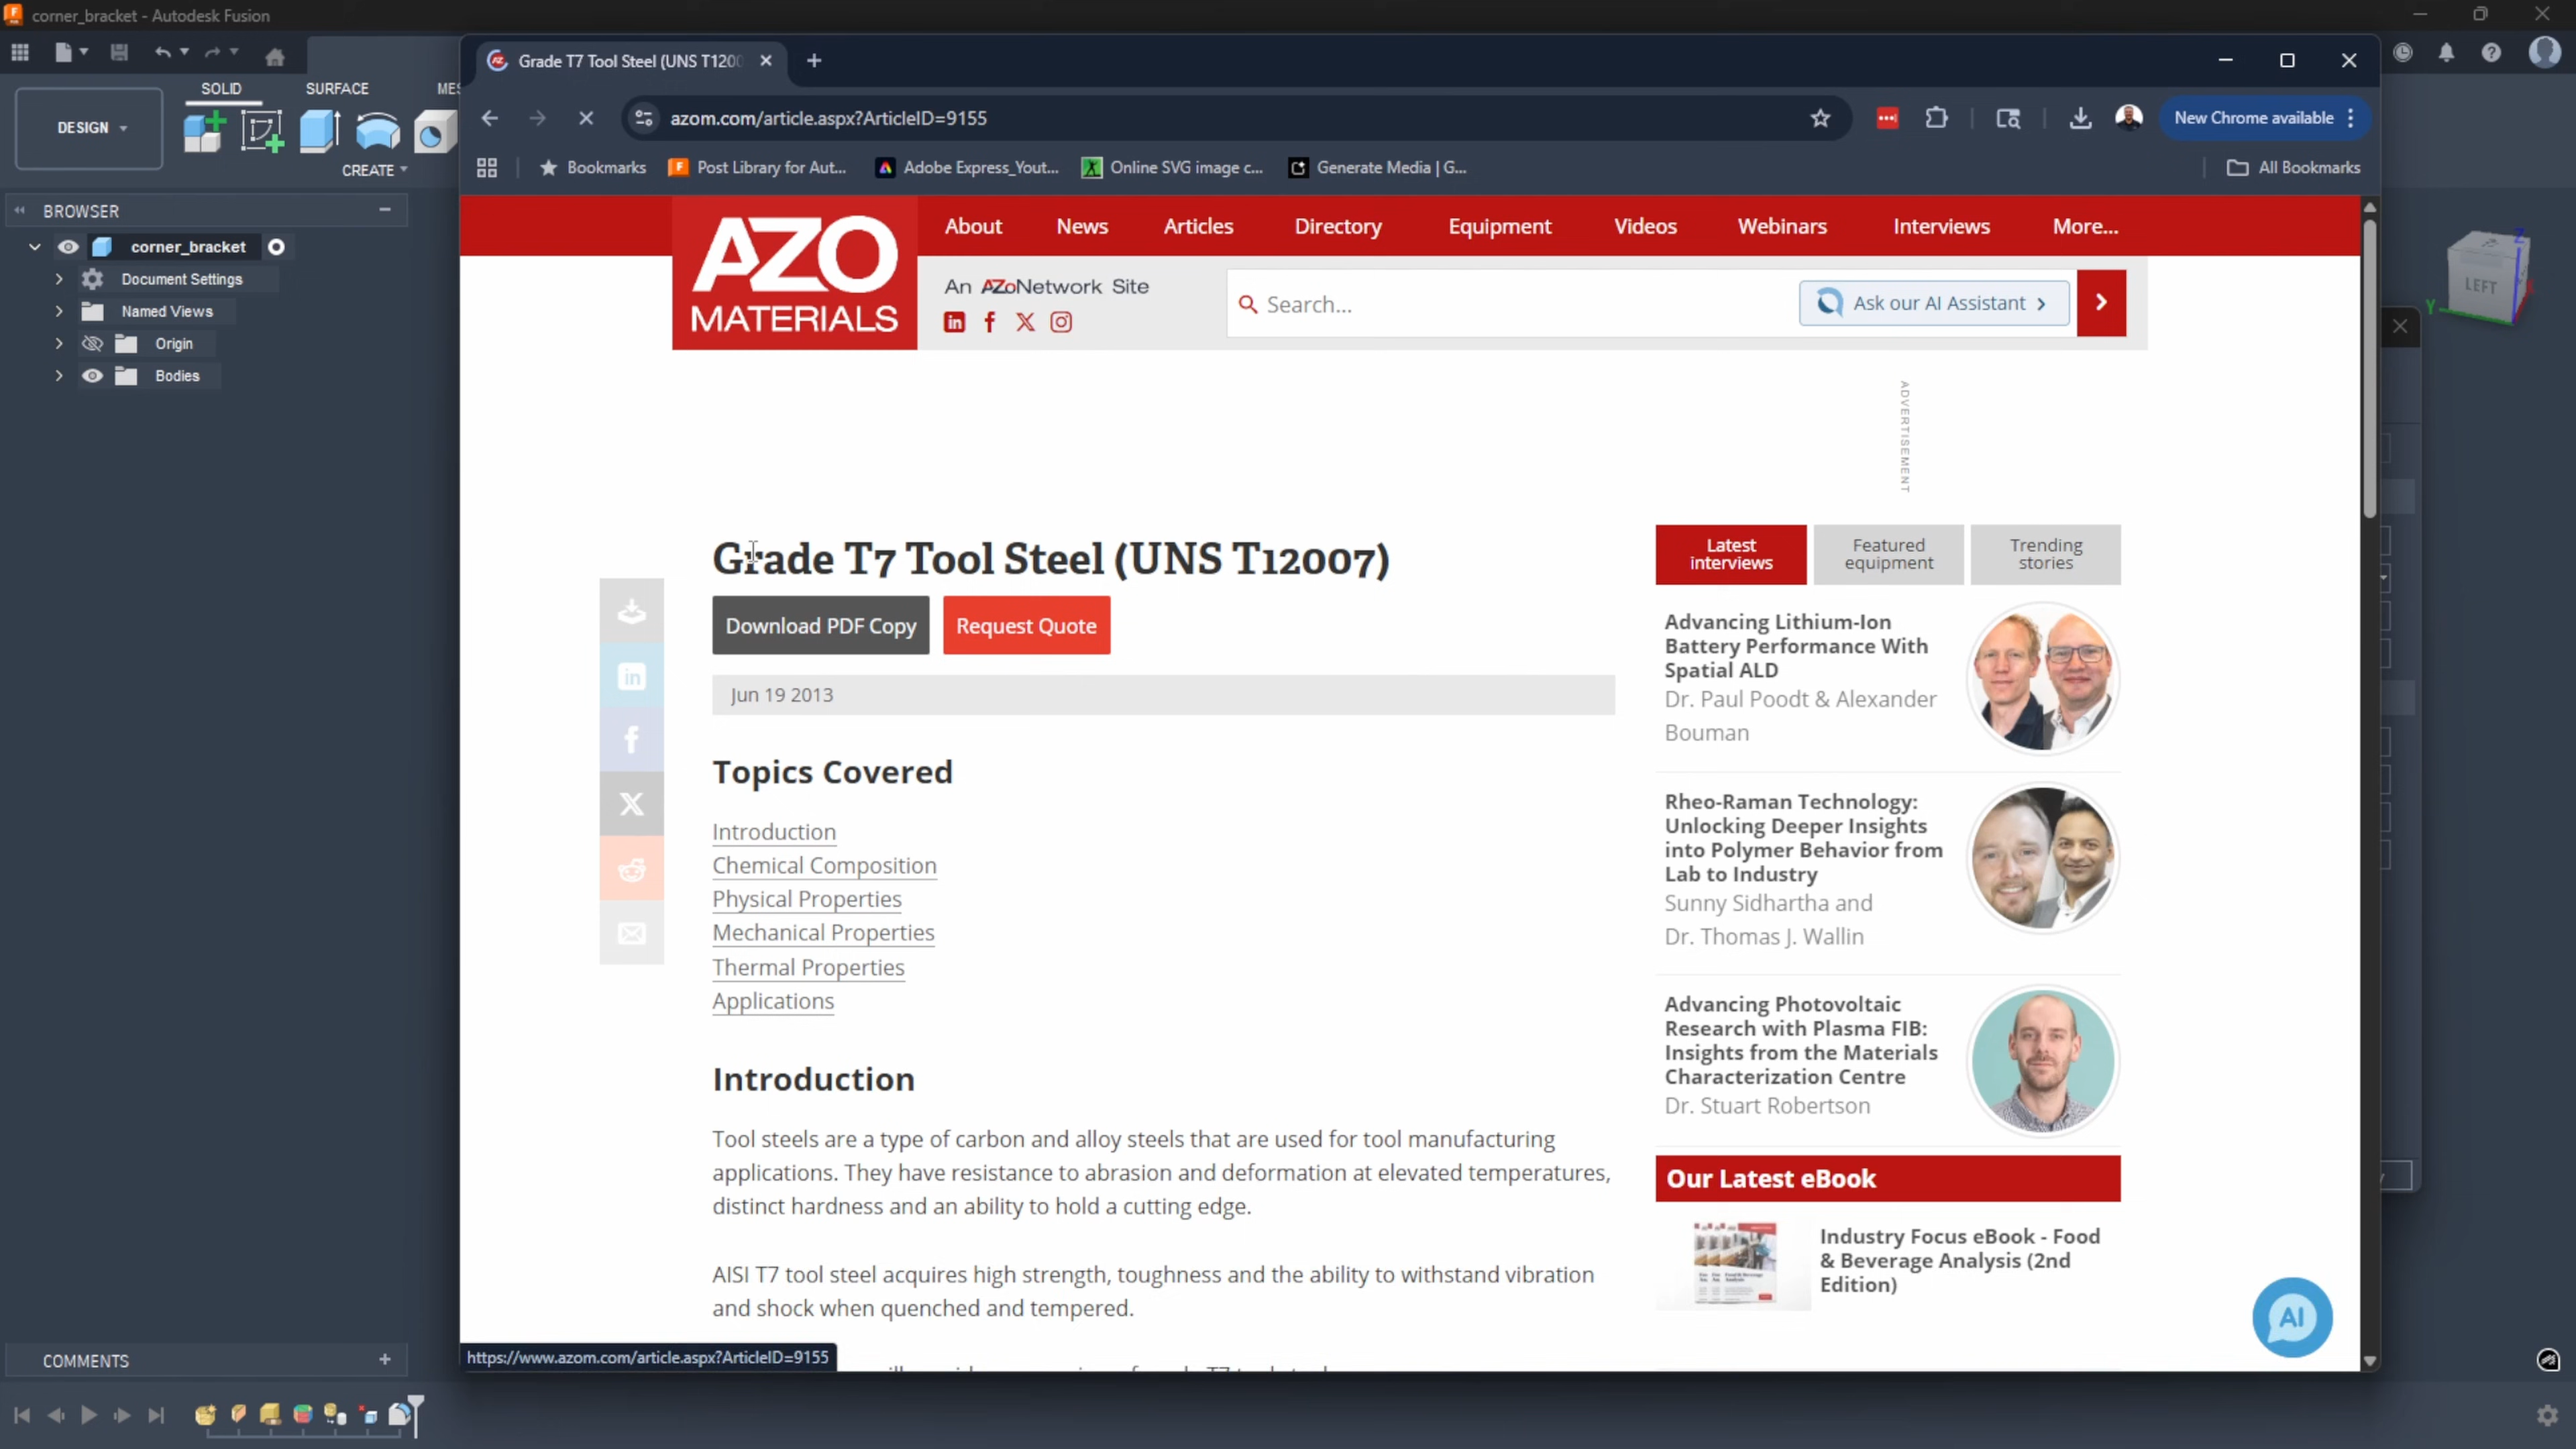 corner_bracket - Autodesk Fusion
DESIGN
SOLID
SURFACE
CREATE
BROWSER
corner_bracket
Document Settings
Named Views
Origin
Bodies
COMMENTS
LEFT
Z
Y
Grade T7 Tool Steel (UNS T1200
azom.com/article.aspx?ArticleID=9155
New Chrome available
Bookmarks
Post Library for Aut...
Adobe Express_Yout...
Online SVG image c...
Generate Media | G...
All Bookmarks
AZO
MATERIALS
About
News
Articles
Directory
Equipment
Videos
Webinars
Interviews
More...
An AZoNetwork Site
Search...
Ask our AI Assistant
ADVERTISEMENT
Grade T7 Tool Steel (UNS T12007)
Download PDF Copy
Request Quote
Jun 19 2013
Topics Covered
Introduction
Chemical Composition
Physical Properties
Mechanical Properties
Thermal Properties
Applications
Introduction
Tool steels are a type of carbon and alloy steels that are used for tool manufacturing
applications. They have resistance to abrasion and deformation at elevated temperatures,
distinct hardness and an ability to hold a cutting edge.
AISI T7 tool steel acquires high strength, toughness and the ability to withstand vibration
and shock when quenched and tempered.
https://www.azom.com/article.aspx?ArticleID=9155
Latest
interviews
Featured
equipment
Trending
stories
Advancing Lithium-Ion
Battery Performance With
Spatial ALD
Dr. Paul Poodt & Alexander
Bouman
Rheo-Raman Technology:
Unlocking Deeper Insights
into Polymer Behavior from
Lab to Industry
Sunny Sidhartha and
Dr. Thomas J. Wallin
Advancing Photovoltaic
Research with Plasma FIB:
Insights from the Materials
Characterization Centre
Dr. Stuart Robertson
Our Latest eBook
Industry Focus eBook - Food
& Beverage Analysis (2nd
Edition)
AI